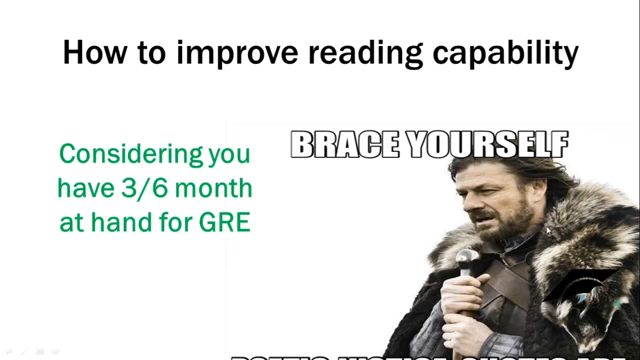 How to improve reading capability
BRACE YOURSELF
Considering you
have 3/6 month
at hand for GRE